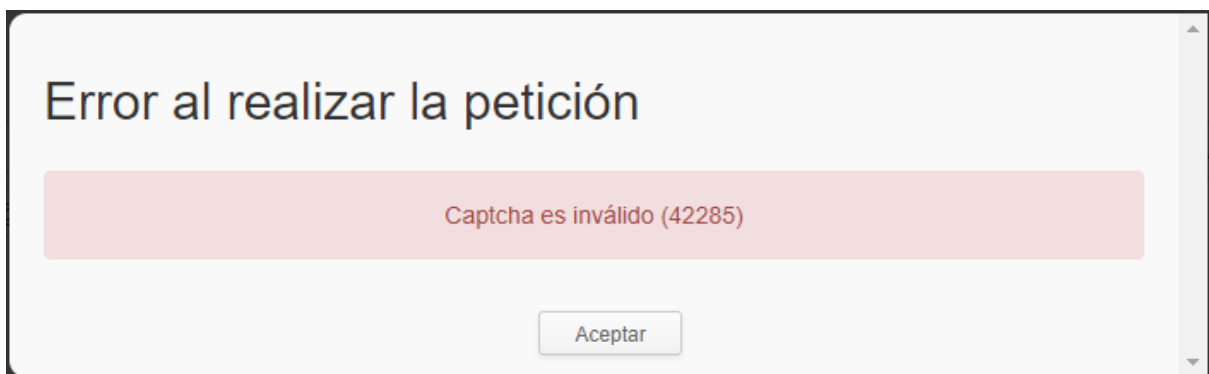 Error al realizar la petición
Captcha es inválido (42285)
Aceptar